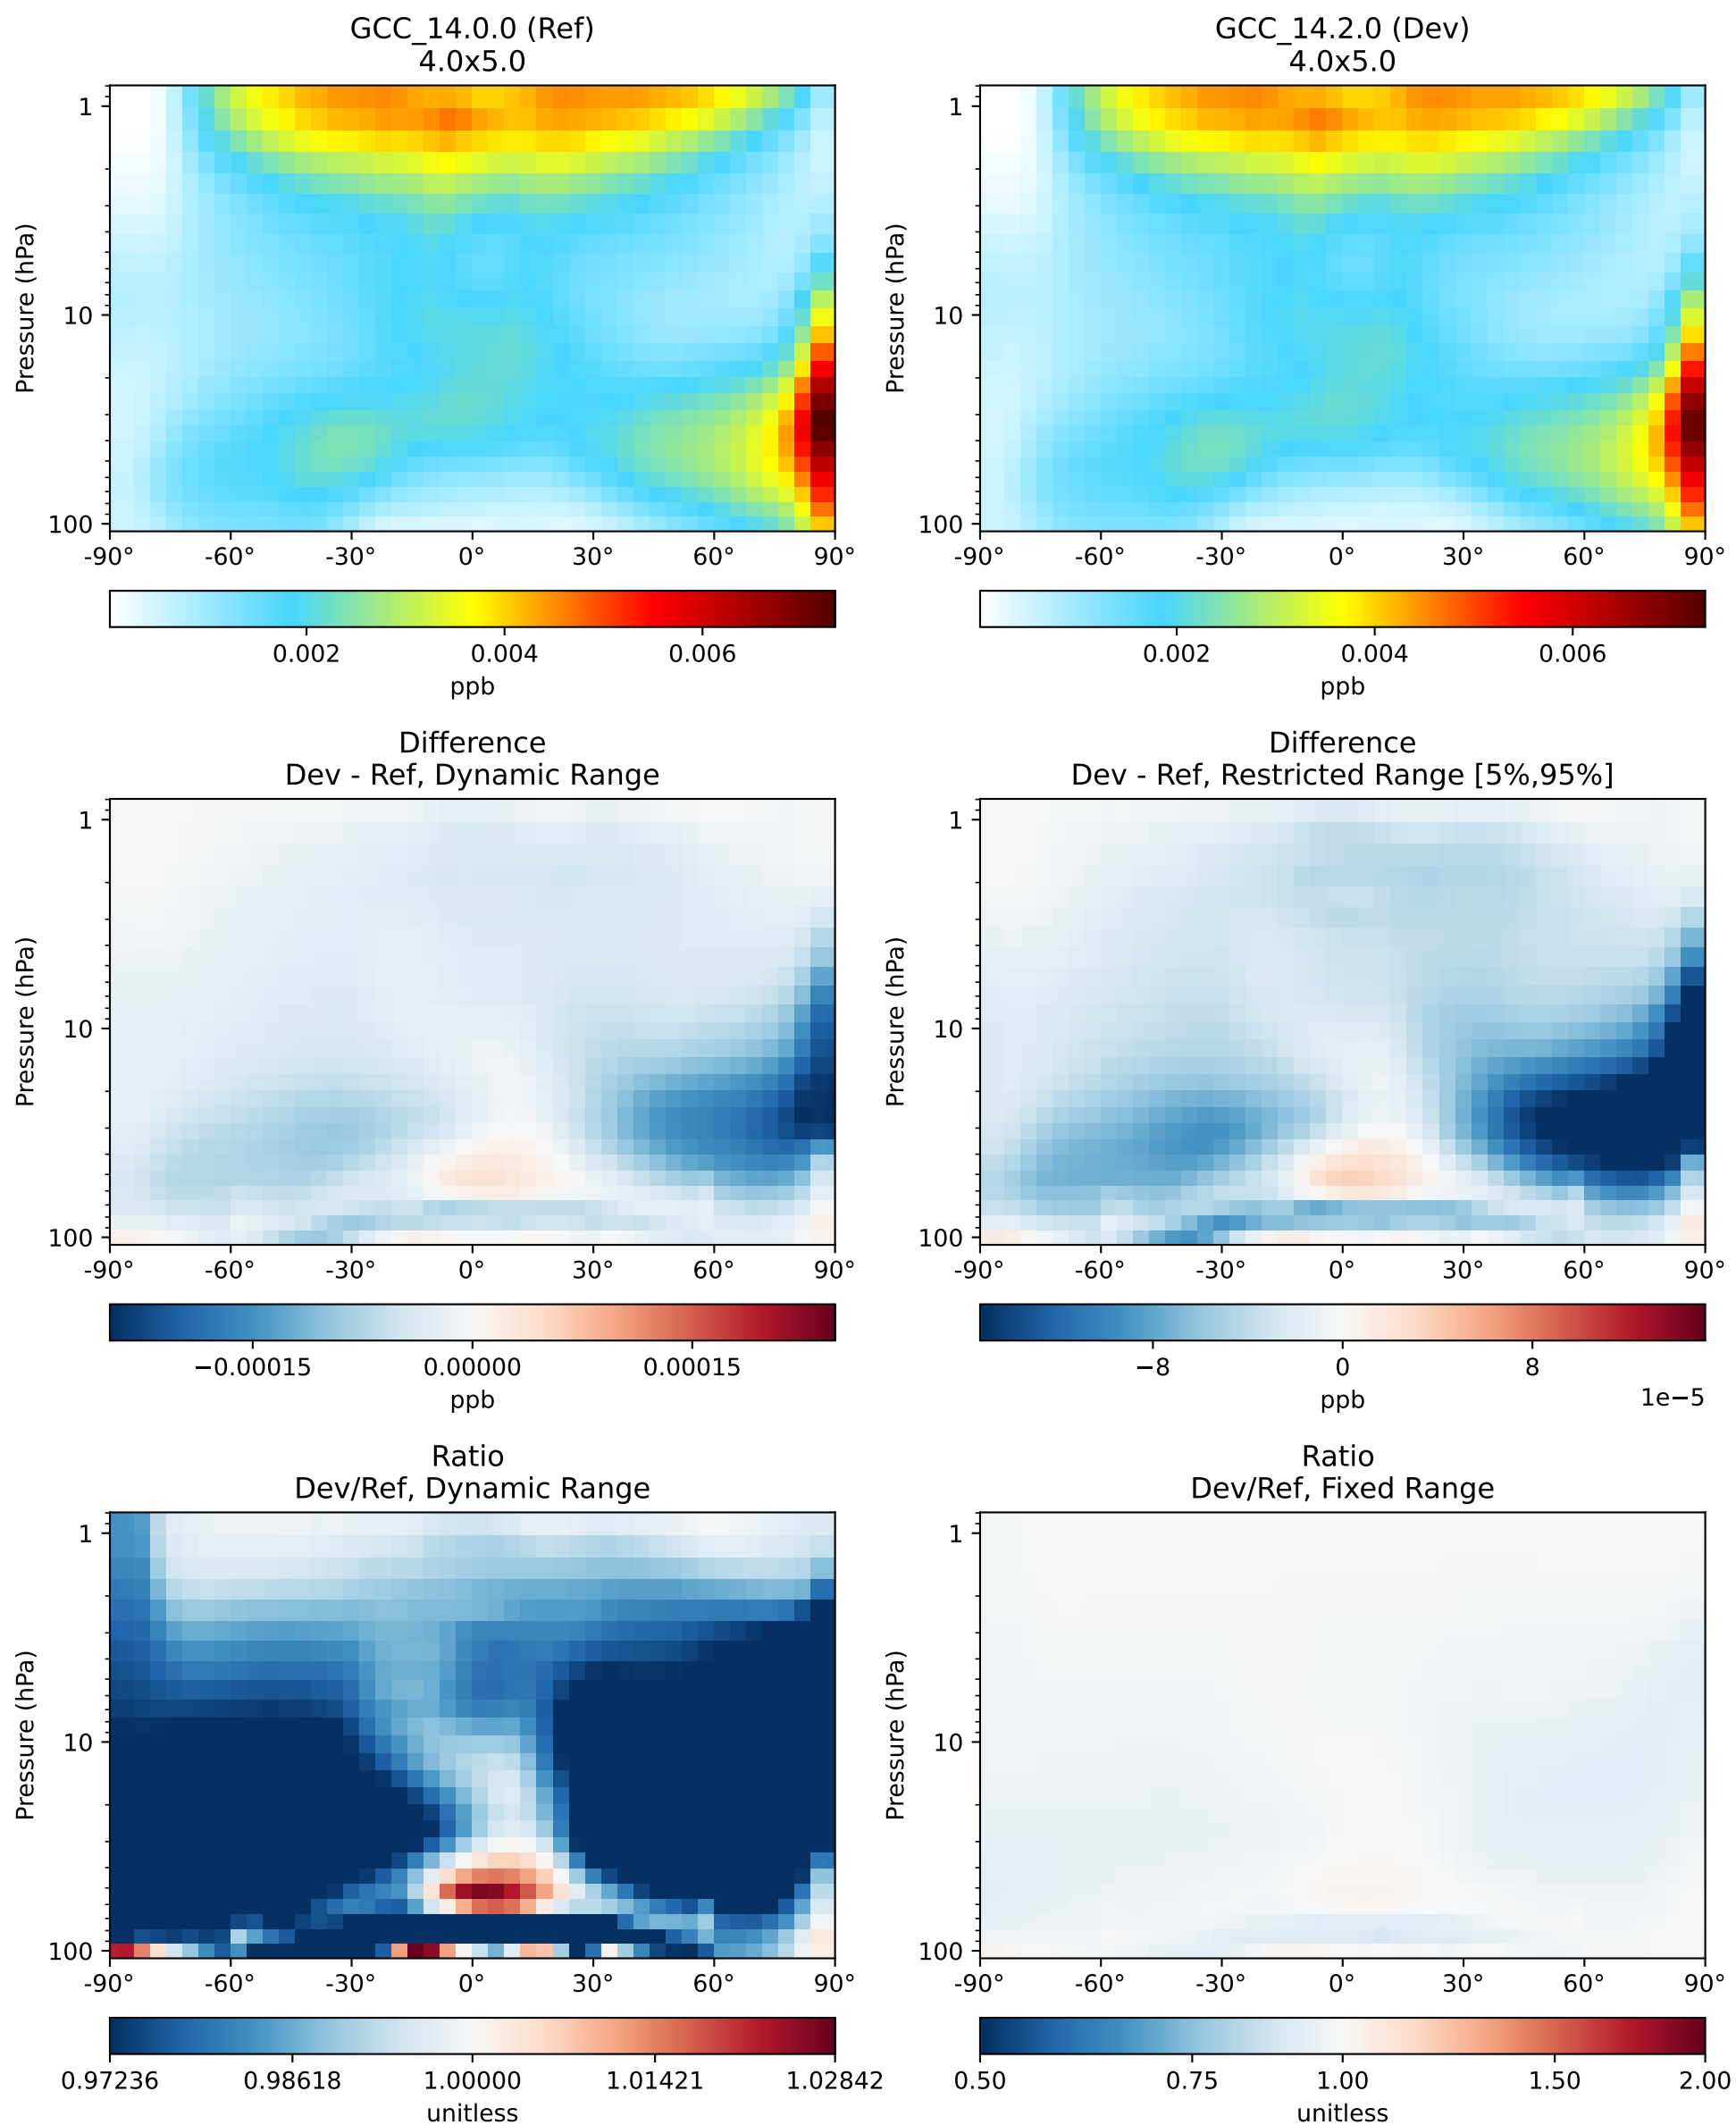 GCC_14.0.0 (Ref)
4.0x5.0
Pressure (hPa)
1
10
100
-90° -60° -30° 0° 30° 60° 90°
0.002 0.004 0.006
ppb
GCC_14.2.0 (Dev)
4.0x5.0
Pressure (hPa)
1
10
100
-90° -60° -30° 0° 30° 60° 90°
0.002 0.004 0.006
ppb
Difference
Dev - Ref, Dynamic Range
Pressure (hPa)
1
10
100
-90° -60° -30° 0° 30° 60° 90°
−0.00015 0.00000 0.00015
ppb
Difference
Dev - Ref, Restricted Range [5%,95%]
Pressure (hPa)
1
10
100
-90° -60° -30° 0° 30° 60° 90°
−8 0 8
1e−5
ppb
Ratio
Dev/Ref, Dynamic Range
Pressure (hPa)
1
10
100
-90° -60° -30° 0° 30° 60° 90°
0.97236 0.98618 1.00000 1.01421 1.02842
unitless
Ratio
Dev/Ref, Fixed Range
Pressure (hPa)
1
10
100
-90° -60° -30° 0° 30° 60° 90°
0.50 0.75 1.00 1.50 2.00
unitless